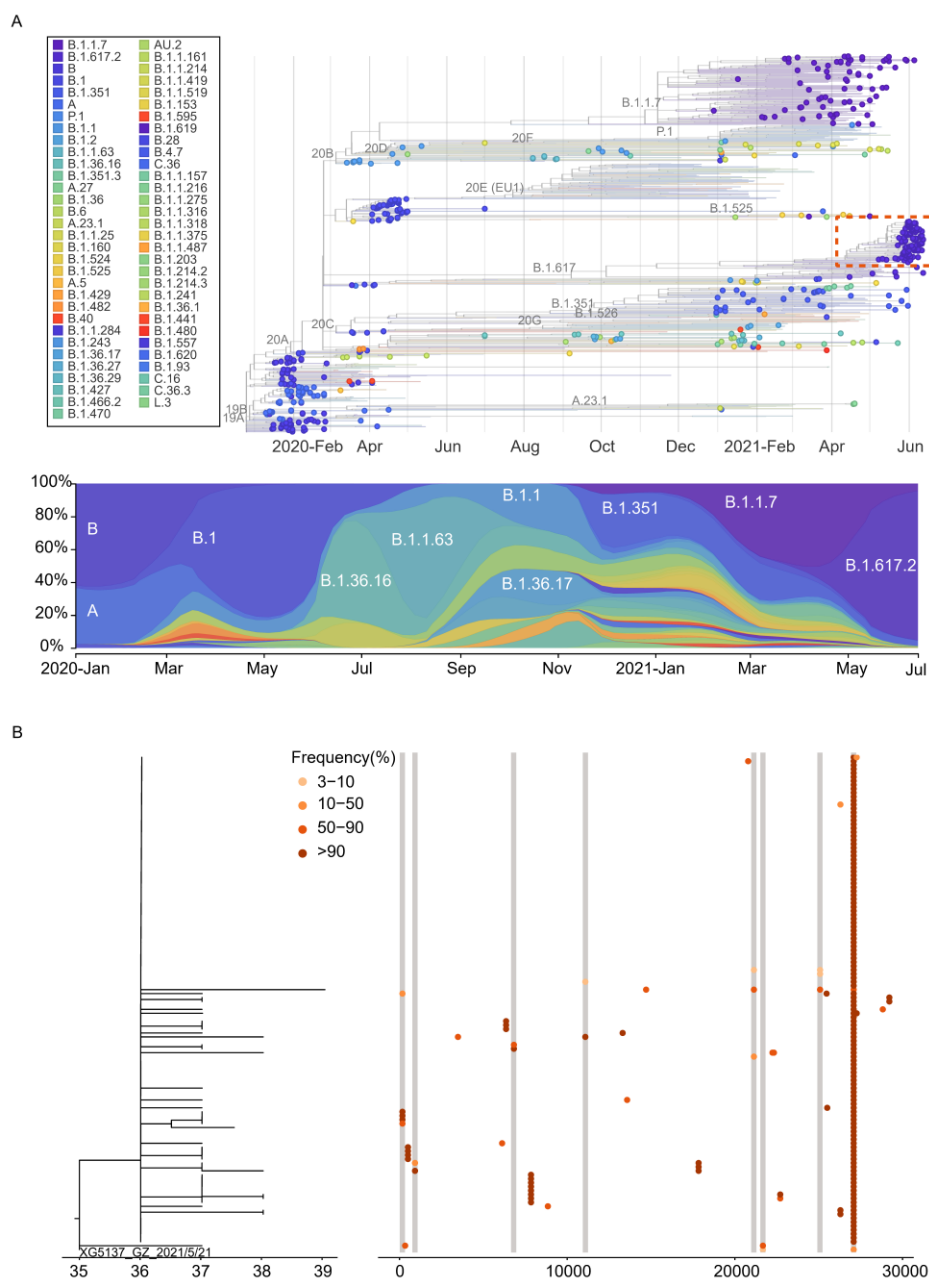 A
B.1.1.7 AU.2
B.1.617.2 B.1.1.161
B B.1.1.214
B.1 B.1.1.419
B.1.351 B.1.1.519
A B.1.153
P.1 B.1.595
B.1.1 B.1.619
B.1.2 B.28
B.1.1.63 B.4.7
B.1.36.16 C.36
B.1.351.3 B.1.1.157
A.27 B.1.1.216
B.1.36 B.1.1.275
B.6 B.1.1.316
A.23.1 B.1.1.318
B.1.1.25 B.1.1.375
B.1.160 B.1.1.487
B.1.524 B.1.203
B.1.525 B.1.214.2
A.5 B.1.214.3
B.1.429 B.1.241
B.1.482 B.1.36.1
B.40 B.1.441
B.1.1.284 B.1.480
B.1.243 B.1.557
B.1.36.17 B.1.620
B.1.36.27 B.1.93
B.1.36.29 C.16
B.1.427 C.36.3
B.1.466.2 L.3
B.1.470
B.1.1.7
P.1
20F
20D
20B
20E (EU1)
B.1.525
B.1.617
B.1.351
B.1.526
20G
20C
20A
A.23.1
19B
19A
2020-Feb Apr Jun Aug Oct Dec 2021-Feb Apr Jun
100%
80%
60%
40%
20%
0%
B.1.1
B.1.1.7
B.1.351
B
B.1
B.1.1.63
B.1.617.2
B.1.36.16
B.1.36.17
A
2020-Jan Mar May Jul Sep Nov 2021-Jan Mar May Jul
B
Frequency(%)
3−10
10−50
50−90
>90
XG5137_GZ_2021/5/21
35 36 37 38 39 0 10000 20000 30000